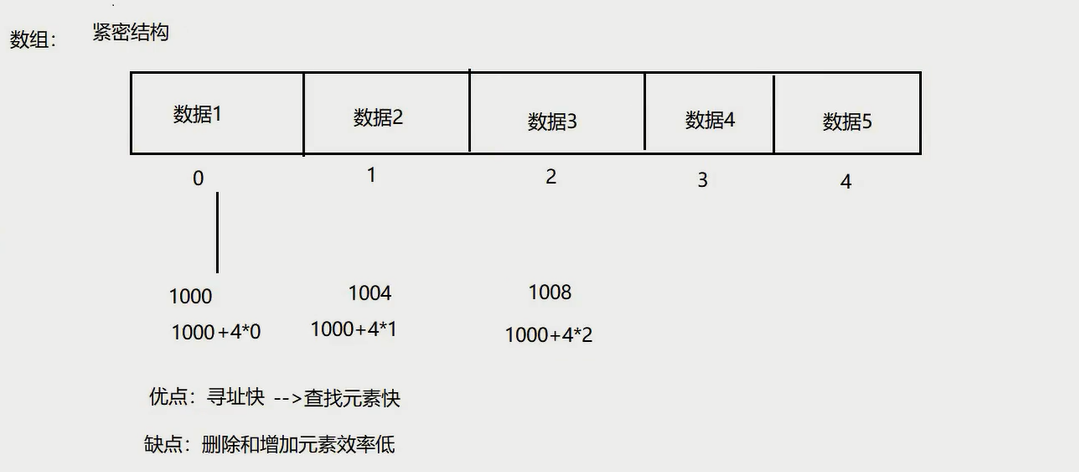 数组： 紧密结构
数据1 数据2 数据3 数据4 数据5
0 1 2 3 4
1000 1004 1008
1000+4*0 1000+4*1 1000+4*2
优点：寻址快 -->查找元素快
缺点：删除和增加元素效率低